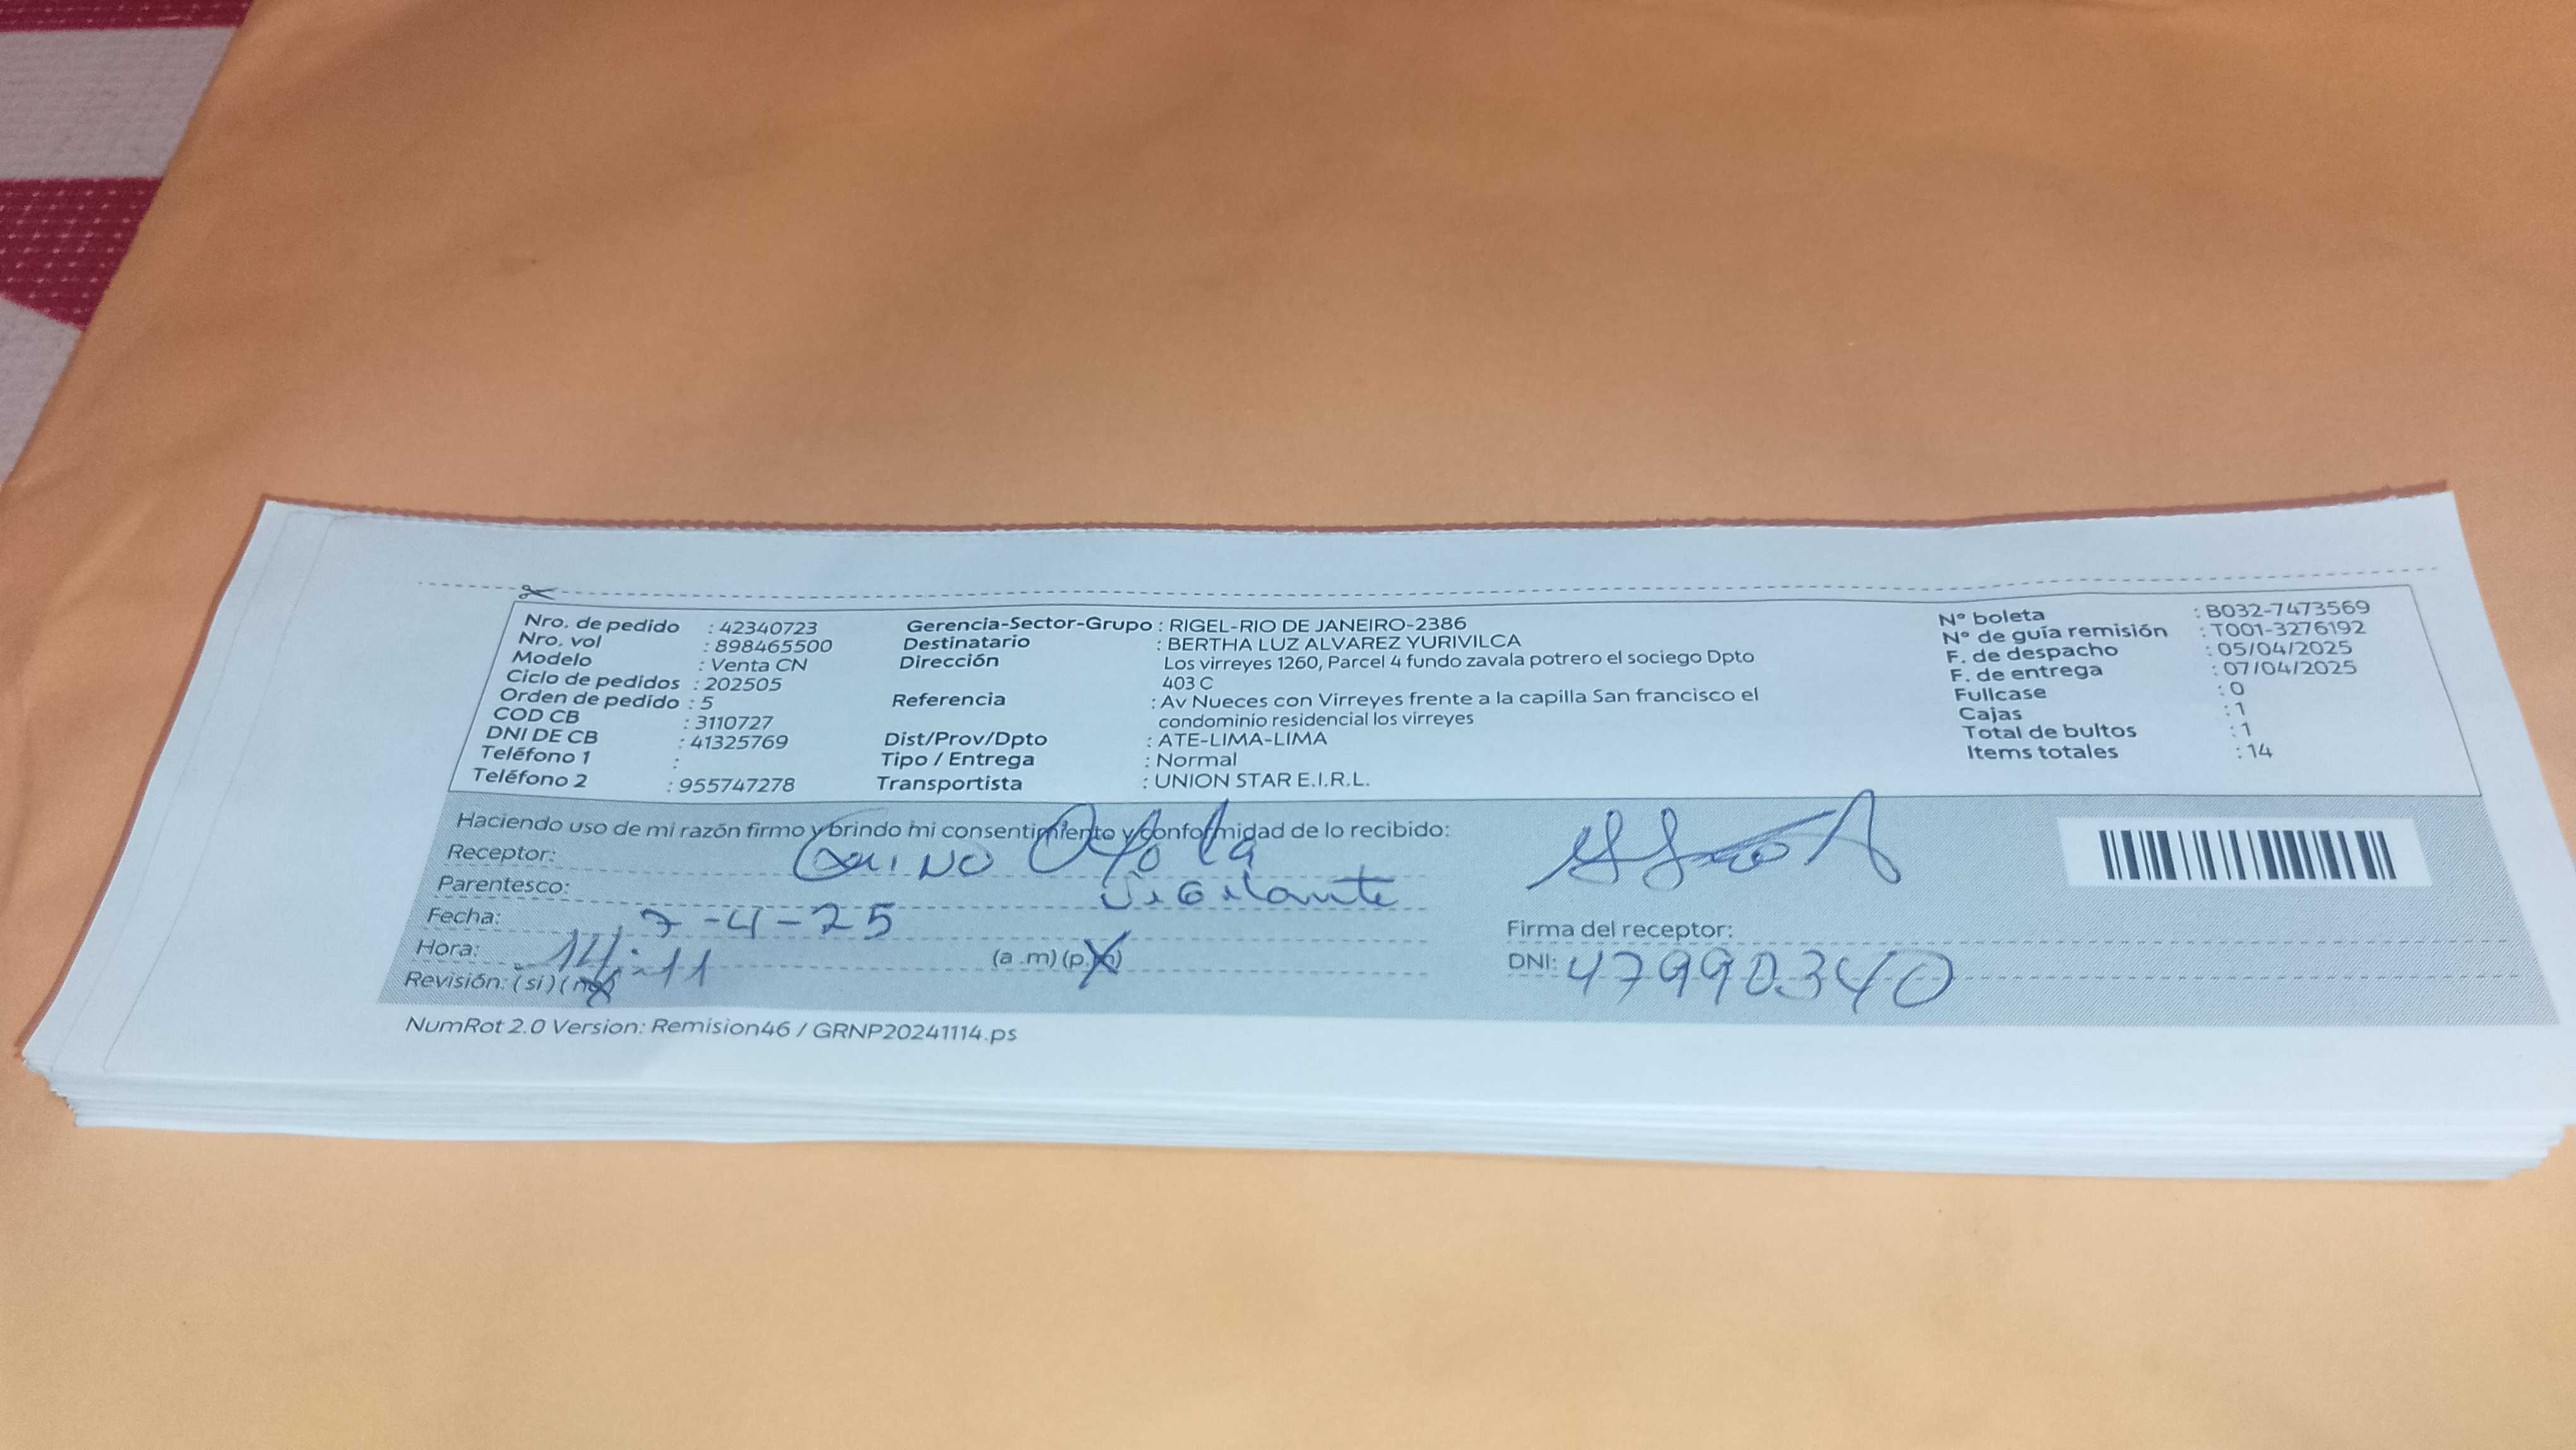 Nro. de pedido : 42340723 Gerencia-Sector-Grupo : RIGEL-RIO DE JANEIRO-2386 N° boleta : B032-7473569
Nro. vol : 898465500 Destinatario : BERTHA LUZ ALVAREZ YURIVILCA N° de guía remisión : T001-3276192
Modelo : Venta CN Dirección Los virreyes 1260, Parcel 4 fundo zavala potrero el sociego Dpto F. de despacho : 05/04/2025
Ciclo de pedidos : 202505 403 C F. de entrega : 07/04/2025
Orden de pedido : 5 Referencia : Av Nueces con Virreyes frente a la capilla San francisco el Fullcase : 0
COD CB : 3110727 condominio residencial los virreyes Cajas : 1
DNI DE CB : 41325769 Dist/Prov/Dpto : ATE-LIMA-LIMA Total de bultos : 1
Teléfono 1 : Tipo / Entrega : Normal Items totales : 14
Teléfono 2 : 955747278 Transportista : UNION STAR E.I.R.L.
Haciendo uso de mi razón firmo y brindo mi consentimiento y conformidad de lo recibido:
Receptor:
Parentesco: Vigilante
Fecha: 7-4-25 Firma del receptor:
Hora: 14:11 (a .m) (p.m) DNI: 47990340
Revisión: (si) (no)
NumRot 2.0 Version: Remision46 / GRNP20241114.ps